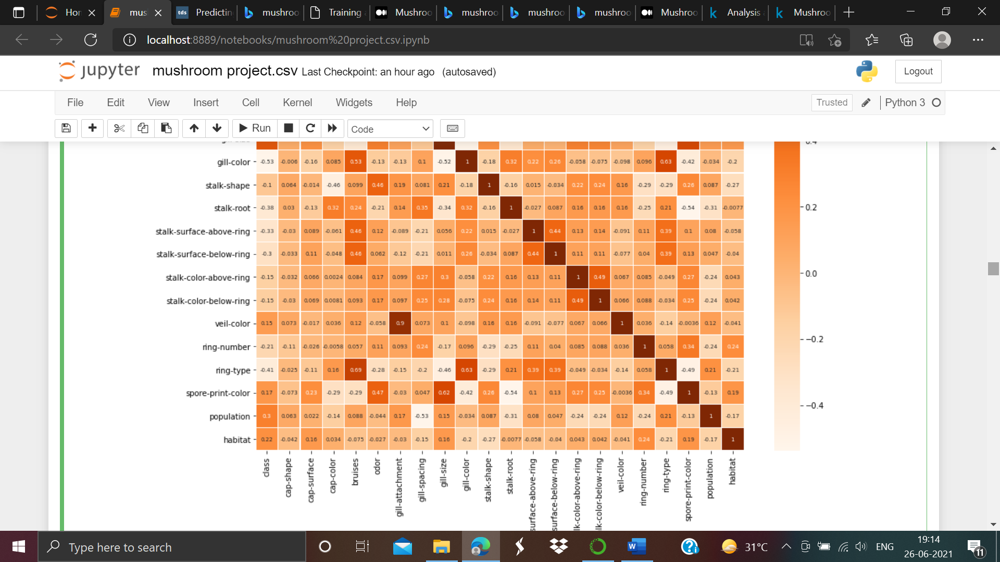 Hor
mus
tds Predictin
mushroo
Training
Mushroo
mushroo
mushroo
mushroo
Mushroo
Analysis
Mushroo
localhost:8889/notebooks/mushroom%20project.csv.ipynb
jupyter mushroom project.csv Last Checkpoint: an hour ago (autosaved)
Logout
File Edit View Insert Cell Kernel Widgets Help
Trusted
Python 3
Run
Code
gill-color -0.53 -0.006 -0.16 0.085 0.53 -0.13 -0.13 0.1 -0.52 1 -0.18 0.32 0.22 0.26 -0.058 -0.075 -0.098 0.096 0.63 -0.42 -0.034 -0.2
stalk-shape -0.1 0.064 -0.014 -0.46 0.099 0.46 0.19 0.081 0.21 -0.18 1 -0.16 0.015 -0.034 0.22 0.24 0.16 -0.29 -0.29 0.26 0.087 -0.27
stalk-root -0.38 0.03 -0.13 0.32 0.24 -0.21 0.14 0.35 -0.34 0.32 -0.16 1 -0.027 0.087 0.16 0.16 0.16 -0.25 0.21 -0.54 -0.31 -0.0077
stalk-surface-above-ring -0.33 -0.03 0.089 -0.061 0.46 0.12 -0.089 -0.21 0.056 0.22 0.015 -0.027 1 0.44 0.13 0.14 -0.091 0.11 0.39 0.1 0.08 -0.058
stalk-surface-below-ring -0.3 -0.033 0.11 -0.048 0.46 0.062 -0.12 -0.21 0.011 0.26 -0.034 0.087 0.44 1 0.11 0.11 -0.077 0.04 0.39 0.13 0.047 -0.04
stalk-color-above-ring -0.15 -0.032 0.066 0.0024 0.084 0.17 0.099 0.27 0.3 -0.058 0.22 0.16 0.13 0.11 1 0.49 0.067 0.085 -0.049 0.27 -0.24 0.043
stalk-color-below-ring -0.15 -0.03 0.069 0.0081 0.093 0.17 0.097 0.25 0.28 -0.075 0.24 0.16 0.14 0.11 0.49 1 0.066 0.088 -0.034 0.25 -0.24 0.042
veil-color 0.15 0.073 -0.017 0.036 0.12 -0.058 0.9 0.073 0.1 -0.098 0.16 0.16 -0.091 -0.077 0.067 0.066 1 0.036 -0.14 -0.0036 0.12 -0.041
ring-number -0.21 -0.11 -0.026 -0.0058 0.057 0.11 0.093 0.24 -0.17 0.096 -0.29 -0.25 0.11 0.04 0.085 0.088 0.036 1 0.058 0.34 -0.24 0.24
ring-type -0.41 -0.025 -0.11 0.16 0.69 -0.28 -0.15 -0.2 -0.46 0.63 -0.29 0.21 0.39 0.39 -0.049 -0.034 -0.14 0.058 1 -0.49 0.21 -0.21
spore-print-color 0.17 -0.073 0.23 -0.29 -0.29 0.47 -0.03 0.047 0.62 -0.42 0.26 -0.54 0.1 0.13 0.27 0.25 -0.0036 0.34 -0.49 1 -0.13 0.19
population 0.3 0.063 0.022 -0.14 0.088 -0.044 0.17 -0.53 0.15 -0.034 0.087 -0.31 0.08 0.047 -0.24 -0.24 0.12 -0.24 0.21 -0.13 1 -0.17
habitat 0.22 -0.042 0.16 0.034 -0.075 -0.027 -0.03 -0.15 0.16 -0.2 -0.27 -0.0077 -0.058 -0.04 0.043 0.042 -0.041 0.24 -0.21 0.19 -0.17 1
0.2
0.0
-0.2
-0.4
class
cap-shape
cap-surface
cap-color
bruises
odor
gill-attachment
gill-spacing
gill-size
gill-color
stalk-shape
stalk-root
surface-above-ring
surface-below-ring
lk-color-above-ring
lk-color-below-ring
veil-color
ring-number
ring-type
spore-print-color
population
habitat
Type here to search
31°C
ENG
19:14
26-06-2021
11